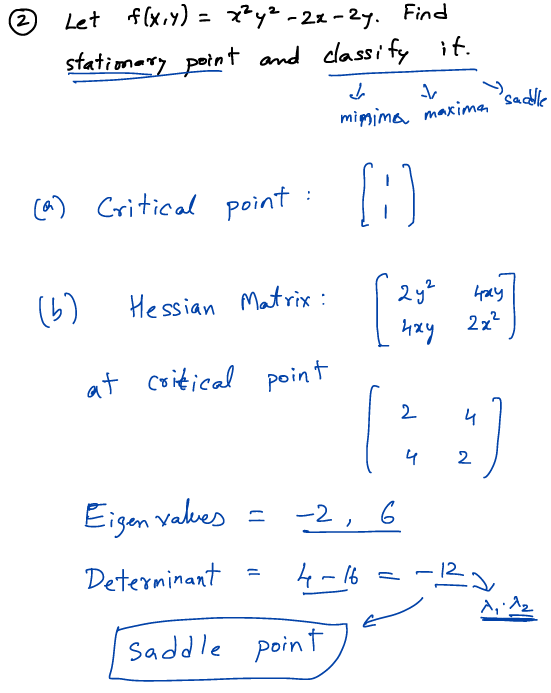 ② Let f(x,y) = x²y² - 2x - 2y. Find
stationary point and classify it.
↓ ↓ → saddle
minima maxima
(a) Critical point : [1
1]
(b) Hessian Matrix : [2y² 4xy
4xy 2x²]
at critical point
[2 4
4 2]
Eigen values = -2, 6
Determinant = 4 - 16 = -12
λ₁·λ₂
Saddle point